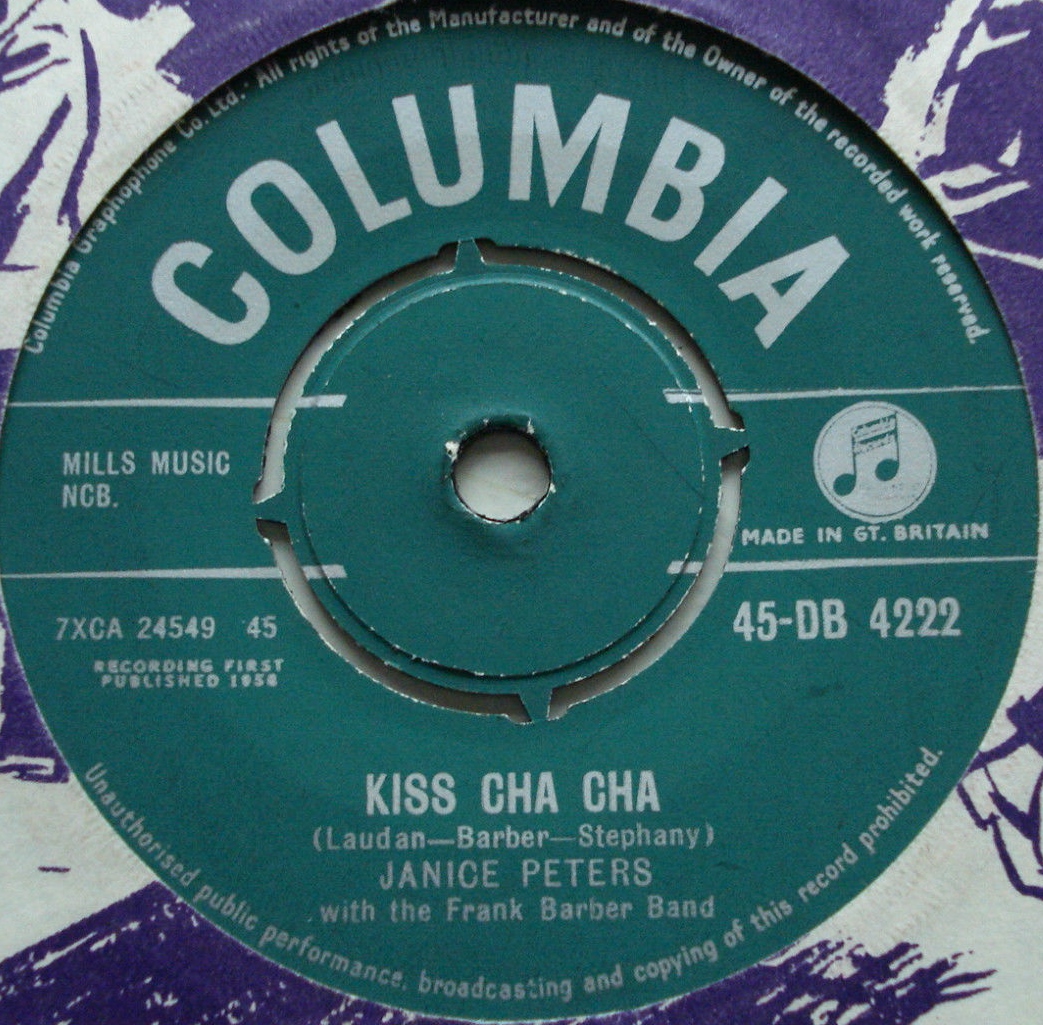 Columbia Graphophone Co. Ltd. · All rights of the Manufacturer and of the Owner of the recorded work reserved.
COLUMBIA
MILLS MUSIC
NCB.
MADE IN GT. BRITAIN
7XCA 24549 45
45-DB 4222
RECORDING FIRST
PUBLISHED 1958
KISS CHA CHA
(Laudan—Barber—Stephany)
JANICE PETERS
with the Frank Barber Band
Unauthorised public performance, broadcasting and copying of this record prohibited.